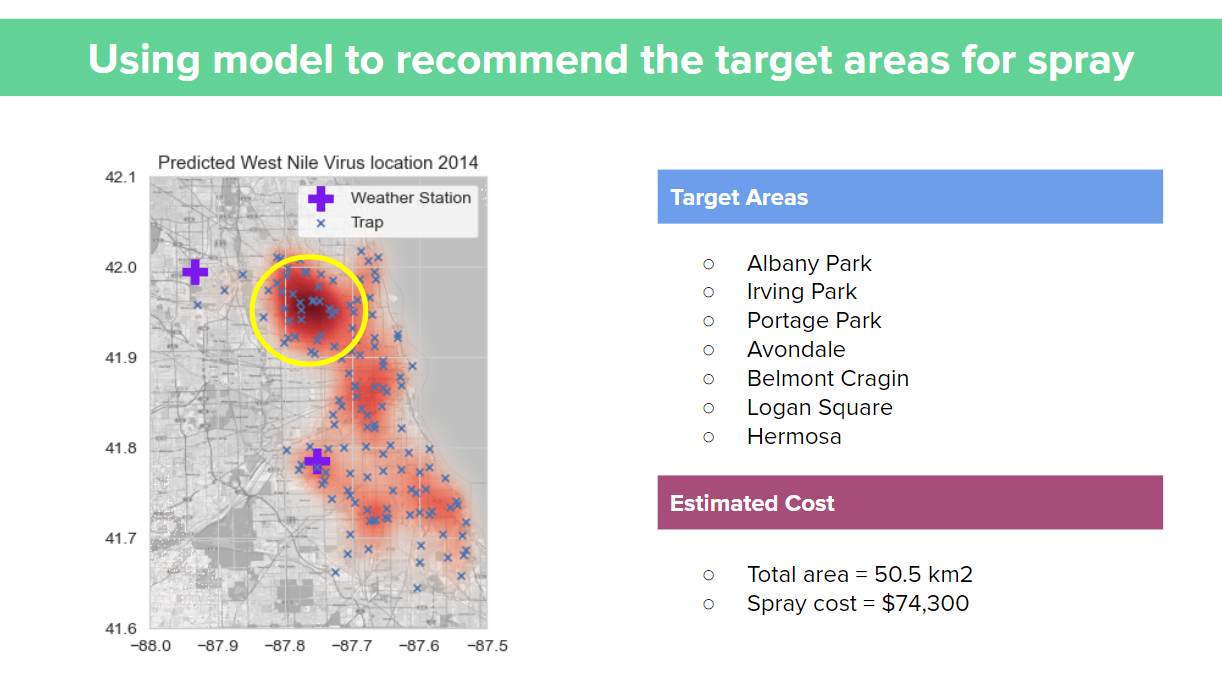 Using model to recommend the target areas for spray
Predicted West Nile Virus location 2014
Weather Station
Trap
42.1
42.0
41.9
41.8
41.7
41.6
−88.0 −87.9 −87.8 −87.7 −87.6 −87.5
Target Areas
○ Albany Park
○ Irving Park
○ Portage Park
○ Avondale
○ Belmont Cragin
○ Logan Square
○ Hermosa
Estimated Cost
○ Total area = 50.5 km2
○ Spray cost = $74,300